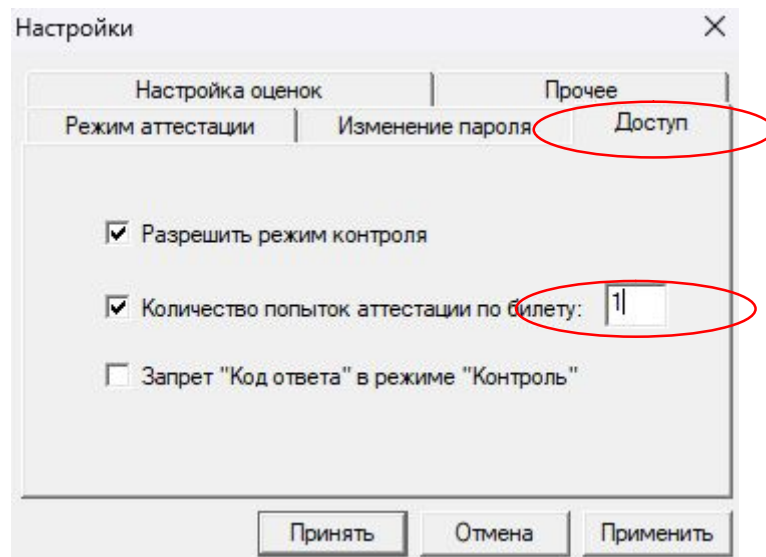 Настройки
Настройка оценок
Прочее
Режим аттестации
Изменение пароля
Доступ
Разрешить режим контроля
Количество попыток аттестации по билету: 1
Запрет "Код ответа" в режиме "Контроль"
Принять
Отмена
Применить